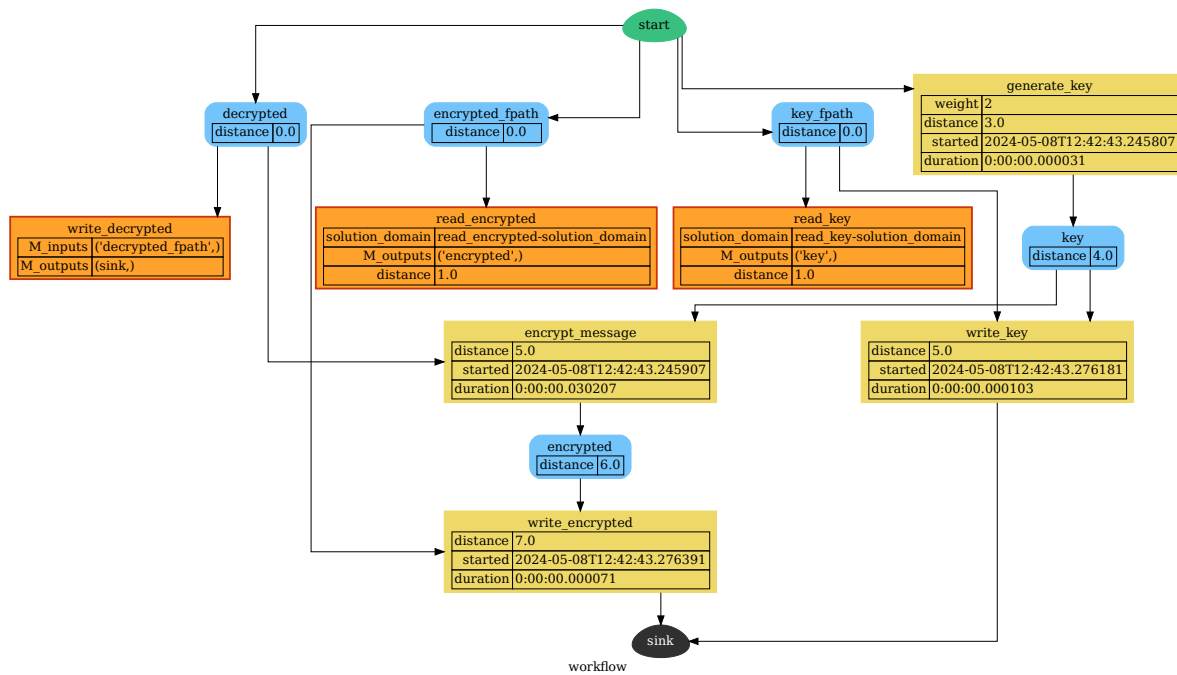 start
generate_key
weight 2
distance 3.0
started 2024-05-08T12:42:43.245807
duration 0:00:00.000031
decrypted
distance 0.0
encrypted_fpath
distance 0.0
key_fpath
distance 0.0
write_decrypted
M_inputs ('decrypted_fpath',)
M_outputs (sink,)
read_encrypted
solution_domain read_encrypted-solution_domain
M_outputs ('encrypted',)
distance 1.0
read_key
solution_domain read_key-solution_domain
M_outputs ('key',)
distance 1.0
key
distance 4.0
encrypt_message
distance 5.0
started 2024-05-08T12:42:43.245907
duration 0:00:00.030207
write_key
distance 5.0
started 2024-05-08T12:42:43.276181
duration 0:00:00.000103
encrypted
distance 6.0
write_encrypted
distance 7.0
started 2024-05-08T12:42:43.276391
duration 0:00:00.000071
sink
workflow